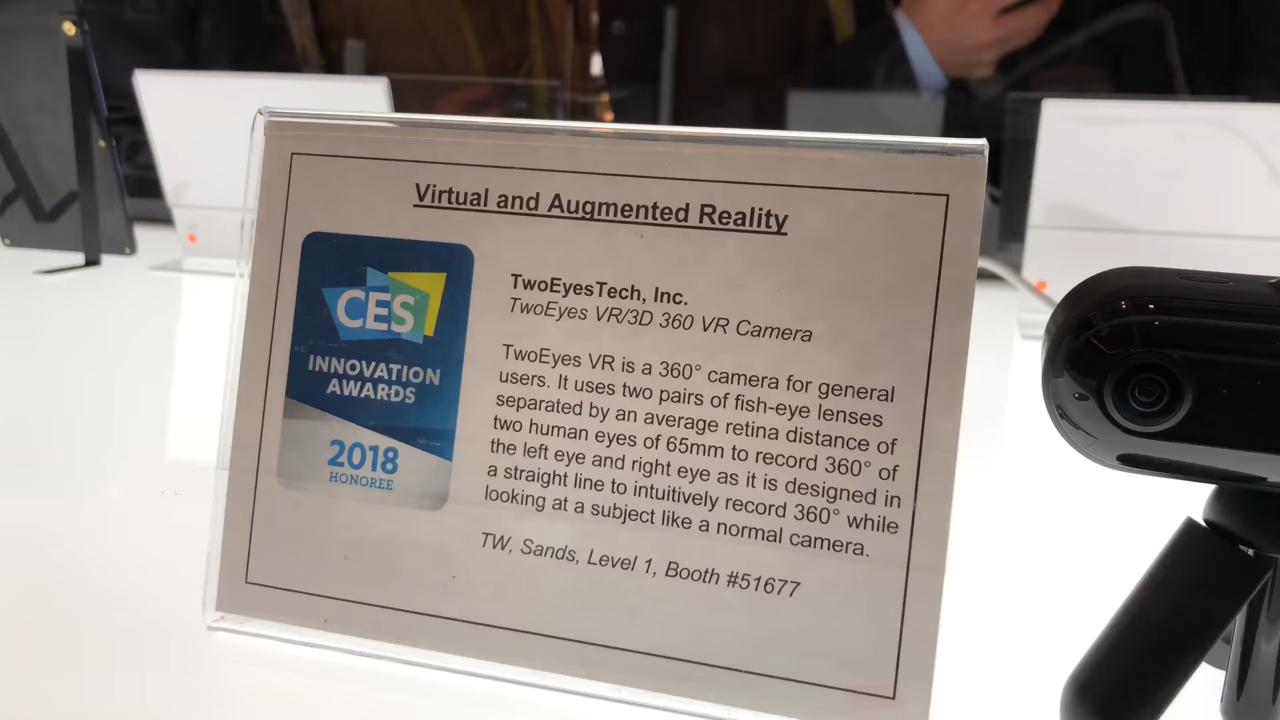 Virtual and Augmented Reality
CES
INNOVATION
AWARDS
2018
HONOREE
TwoEyesTech, Inc.
TwoEyes VR/3D 360 VR Camera
TwoEyes VR is a 360° camera for general
users. It uses two pairs of fish-eye lenses
separated by an average retina distance of
two human eyes of 65mm to record 360° of
the left eye and right eye as it is designed in
a straight line to intuitively record 360° while
looking at a subject like a normal camera.
TW, Sands, Level 1, Booth #51677